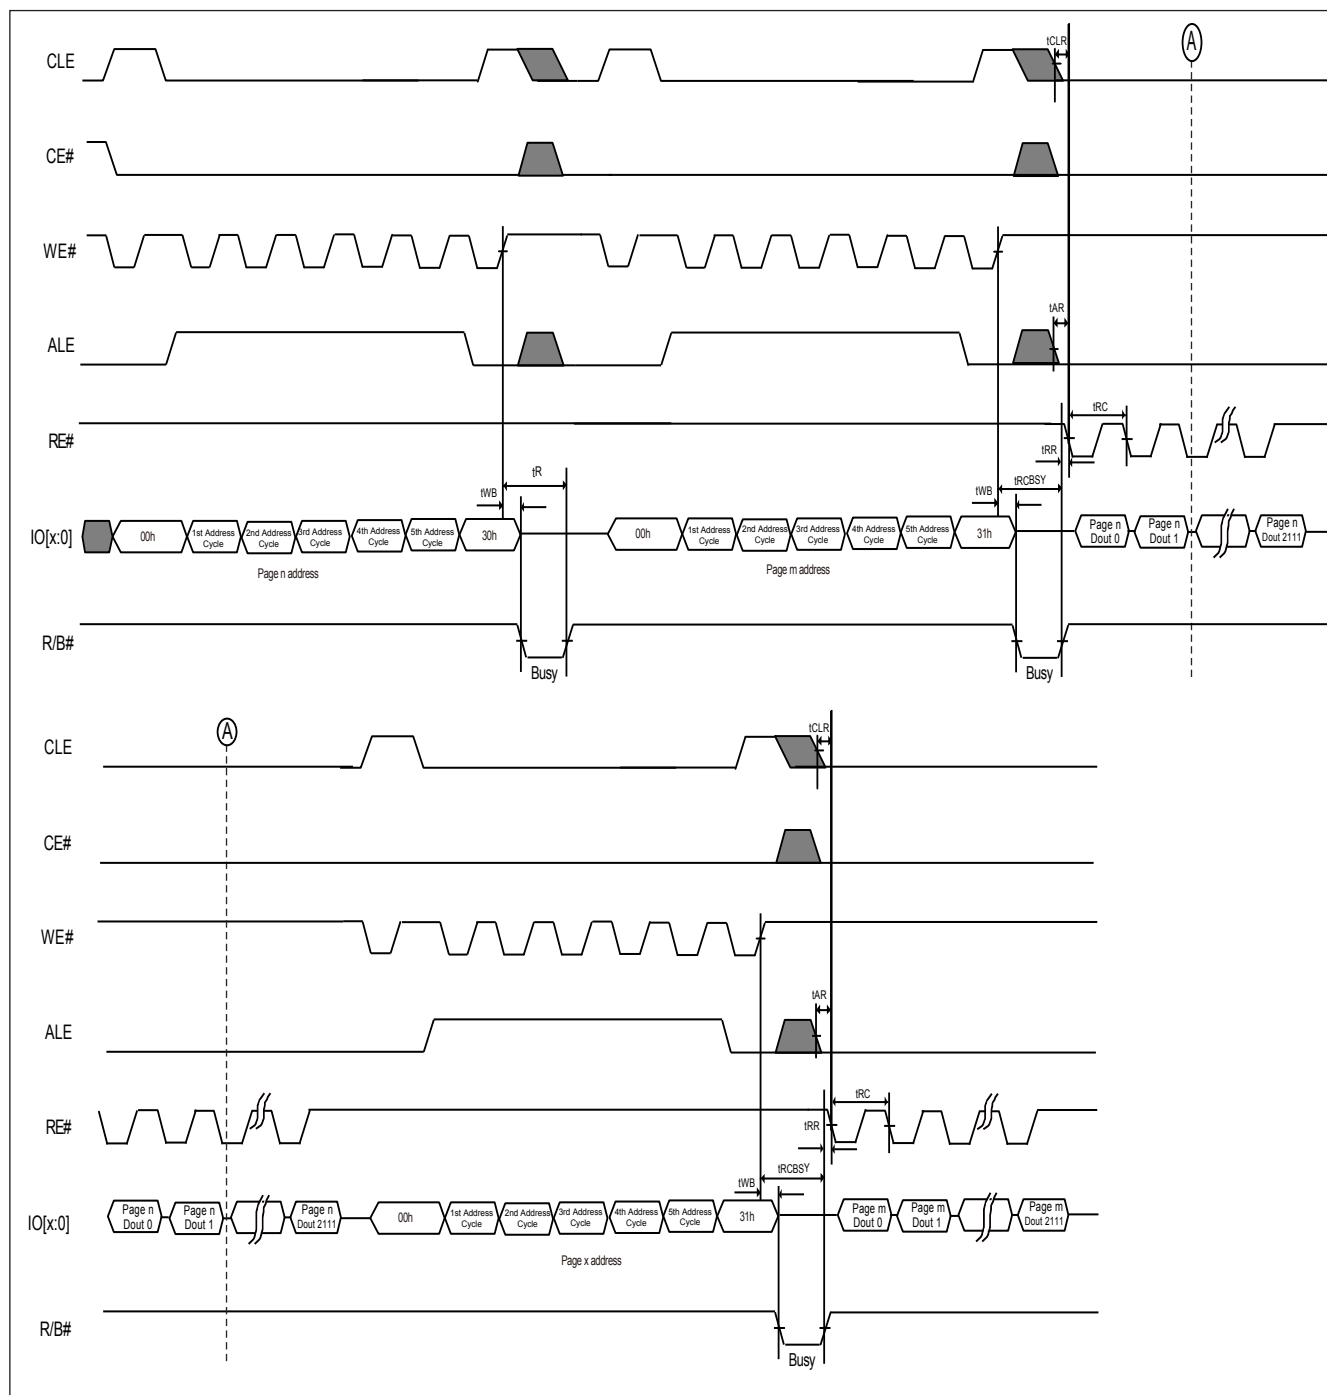 CLE
tCLR
A
CE#
WE#
ALE
tAR
RE#
tRC
tRR
tWB
tR
tWB
tRCBSY
IO[x:0]
00h
1st Address Cycle
2nd Address Cycle
3rd Address Cycle
4th Address Cycle
5th Address Cycle
30h
00h
1st Address Cycle
2nd Address Cycle
3rd Address Cycle
4th Address Cycle
5th Address Cycle
31h
Page n Dout 0
Page n Dout 1
Page n Dout 2111
Page n address
Page m address
R/B#
Busy
Busy
A
CLE
tCLR
CE#
WE#
ALE
tAR
RE#
tRC
tRR
tWB
tRCBSY
IO[x:0]
Page n Dout 0
Page n Dout 1
Page n Dout 2111
00h
1st Address Cycle
2nd Address Cycle
3rd Address Cycle
4th Address Cycle
5th Address Cycle
31h
Page m Dout 0
Page m Dout 1
Page m Dout 2111
Page x address
R/B#
Busy